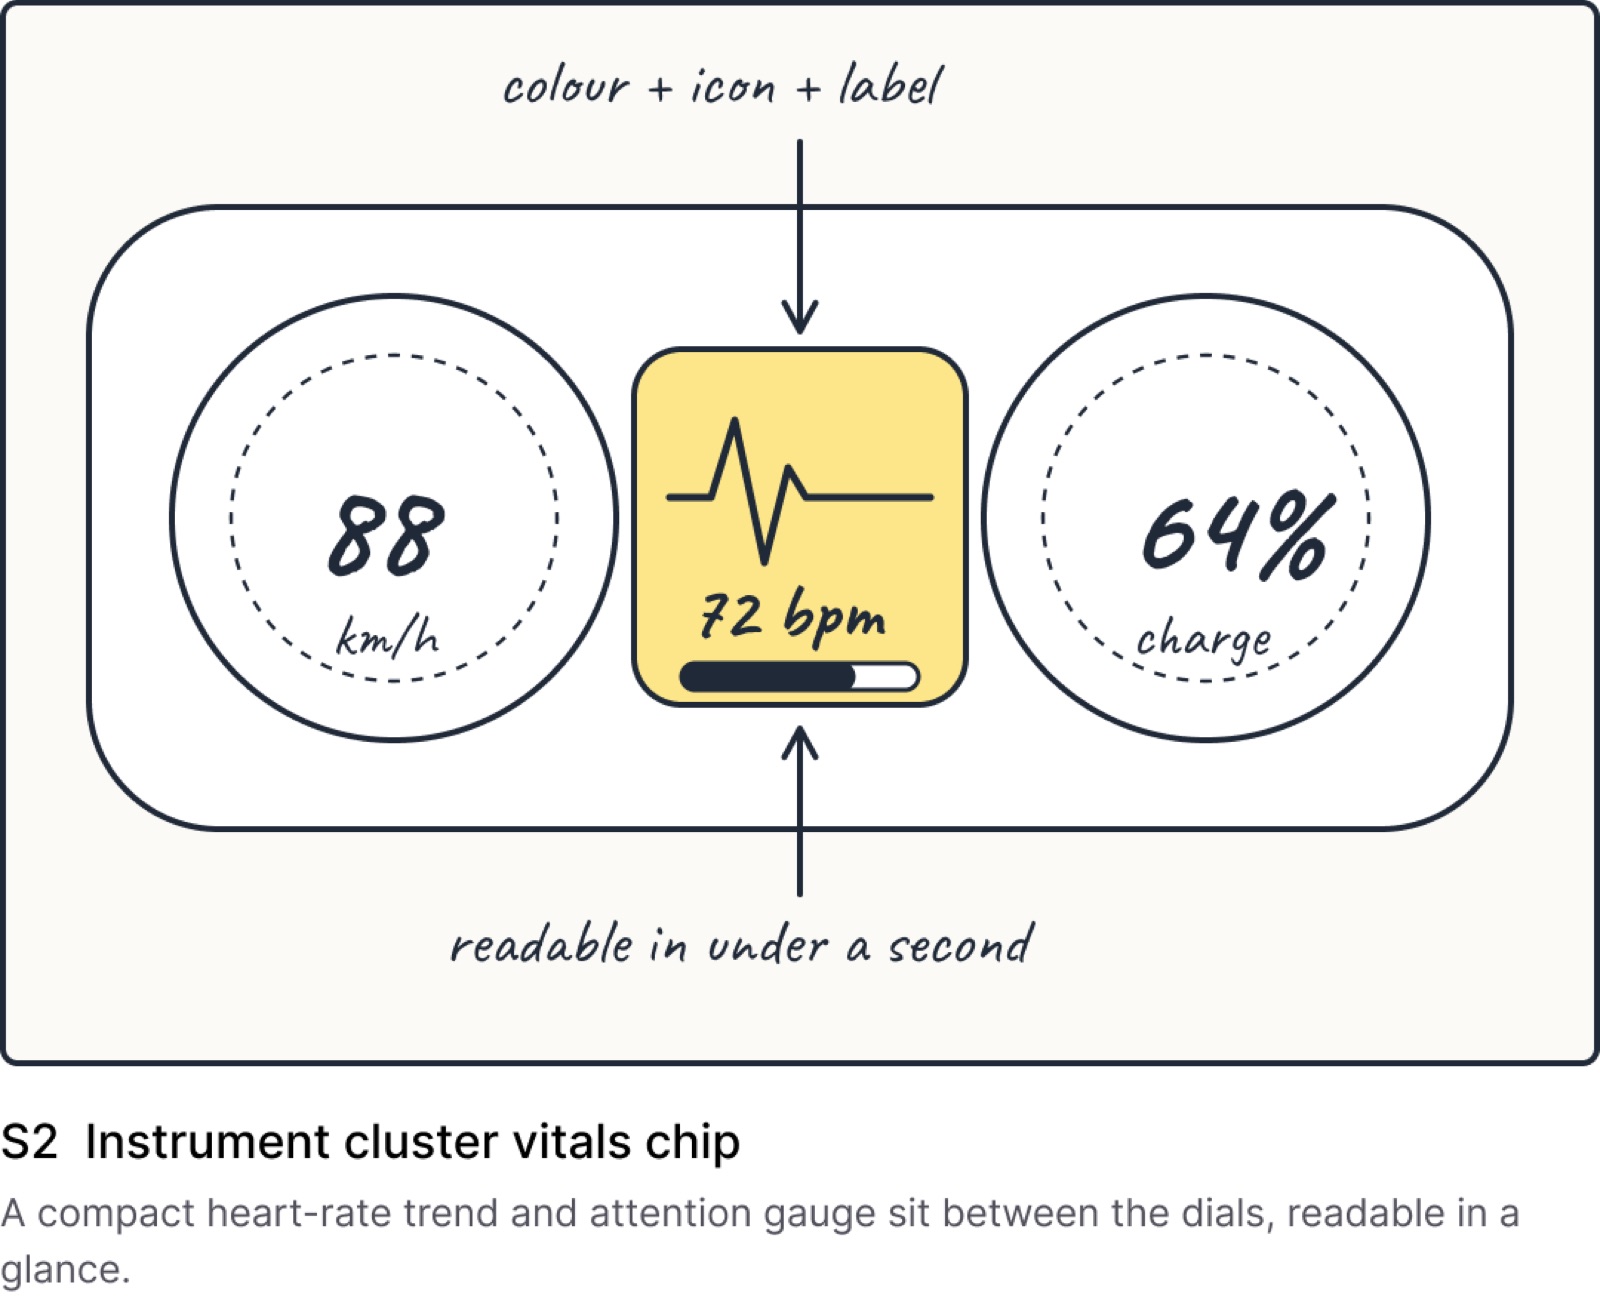 colour + icon + label
88
km/h
72 bpm
64%
charge
readable in under a second
S2 Instrument cluster vitals chip
A compact heart-rate trend and attention gauge sit between the dials, readable in a
glance.